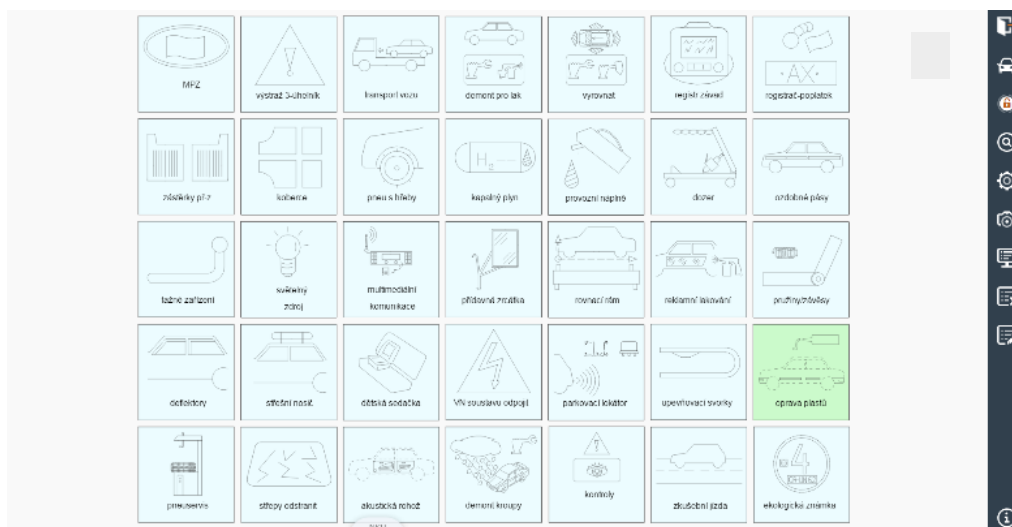 MPZ
výstraž 3-úhelník
transport vozu
demont pro lak
vyrovnat
registr závad
-AX-
registrač-poplatek
zástěrky př-z
koberce
pneu s hřeby
H2
kapalný plyn
provozní náplně
dozer
ozdobné pásy
tažné zařízení
světelný
zdroj
multimediální
komunikace
přídavná zrcátka
rovnací rám
reklamní lakování
pružiny/závěsy
deflektory
střešní nosič
dětská sedačka
VN soustavu odpojit
parkovací lokátor
upevňovací svorky
oprava plastů
pneuservis
střepy odstranit
akustická rohož
demont kroupy
kontroly
zkušební jízda
4
ekologická známka